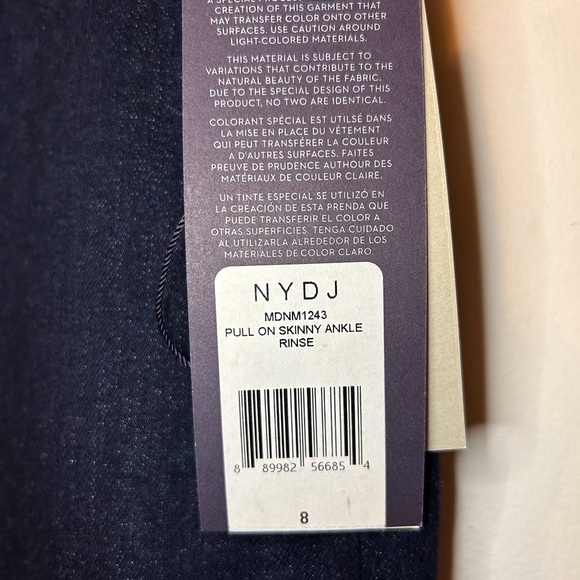 A SPECIAL
CREATION OF THIS GARMENT THAT
MAY TRANSFER COLOR ONTO OTHER
SURFACES. USE CAUTION AROUND
LIGHT-COLORED MATERIALS.
THIS MATERIAL IS SUBJECT TO
VARIATIONS THAT CONTRIBUTE TO THE
NATURAL BEAUTY OF THE FABRIC.
DUE TO THE SPECIAL DESIGN OF THIS
PRODUCT, NO TWO ARE IDENTICAL.
COLORANT SPÉCIAL EST UTILSÉ DANS
LA MISE EN PLACE DU VÊTEMENT
QUI PEUT TRANSFÉRER LA COULEUR
A D'AUTRES SURFACES. FAITES
PREUVE DE PRUDENCE AUTHOUR DES
MATÉRIAUX DE COULEUR CLAIRE.
UN TINTE ESPECIAL SE UTILIZÓ EN
LA CREACIÓN DE ESTA PRENDA QUE
PUEDE TRANSFERIR EL COLOR A
OTRAS SUPERFICIES. TENGA CUIDADO
AL UTILIZARLA ALREDEDOR DE LOS
MATERIALES DE COLOR CLARO.
NYDJ
MDNM1243
PULL ON SKINNY ANKLE
RINSE
8 89982 56685 4
8